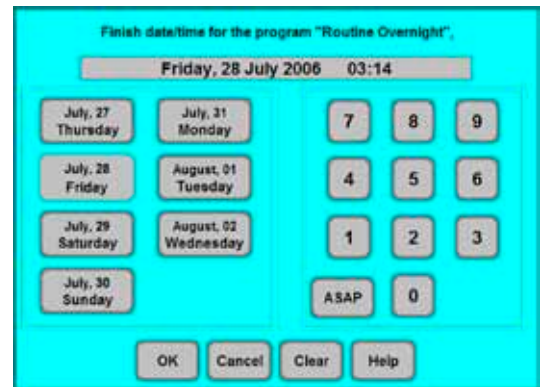 Finish date/time for the program "Routine Overnight",
Friday, 28 July 2006 03:14
July, 27
Thursday
July, 28
Friday
July, 29
Saturday
July, 30
Sunday
July, 31
Monday
August, 01
Tuesday
August, 02
Wednesday
7 8 9
4 5 6
1 2 3
ASAP 0
OK Cancel Clear Help